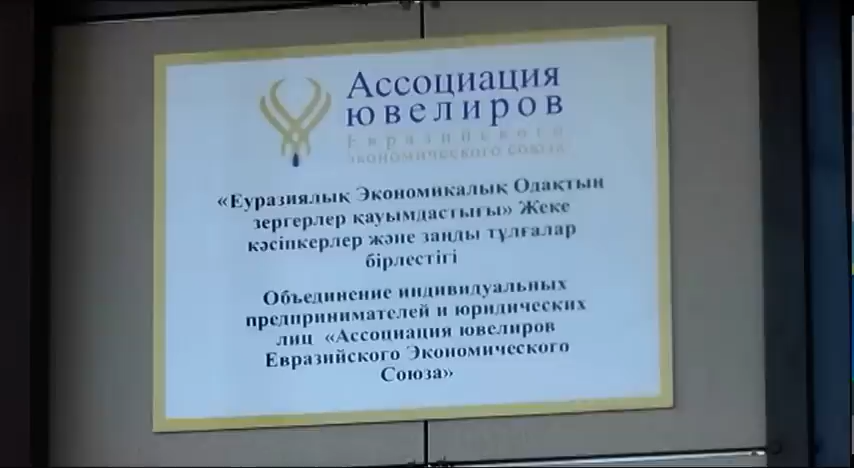 Ассоциация
ювелиров
Евразийского
экономического союза
«Еуразиялық Экономикалық Одақтың
зергерлер қауымдастығы» Жеке
кәсіпкерлер және заңды тұлғалар
бірлестігі
Объединение индивидуальных
предпринимателей и юридических
лиц «Ассоциация ювелиров
Евразийского Экономического
Союза»